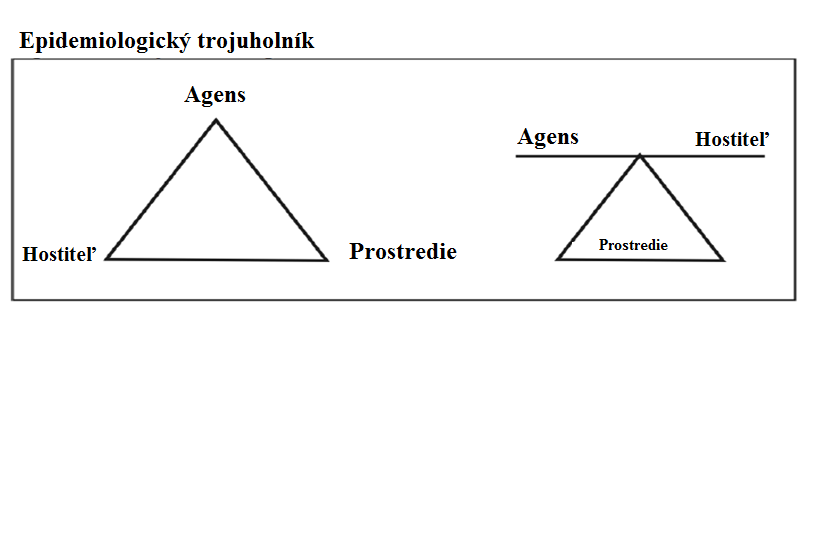 Epidemiologický trojuholník
Agens
Hostiteľ
Prostredie
Agens
Hostiteľ
Prostredie